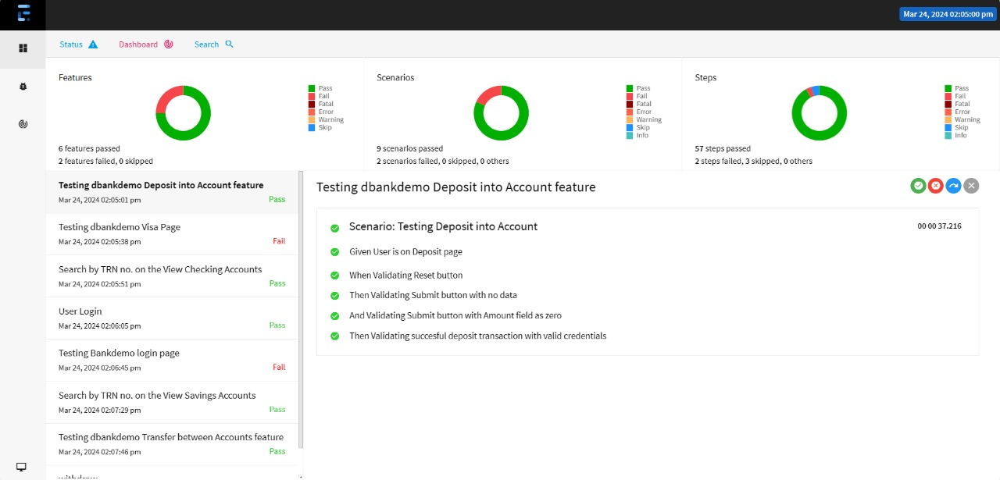 Mar 24, 2024 02:05:00 pm
Status
Dashboard
Search
Features
Pass
Fail
Fatal
Error
Warning
Skip
6 features passed
2 features failed, 0 skipped
Scenarios
Pass
Fail
Fatal
Error
Warning
Skip
Info
9 scenarios passed
2 scenarios failed, 0 skipped, 0 others
Steps
Pass
Fail
Fatal
Error
Warning
Skip
Info
57 steps passed
2 steps failed, 3 skipped, 0 others
Testing dbankdemo Deposit into Account feature
Mar 24, 2024 02:05:01 pm
Pass
Testing dbankdemo Visa Page
Mar 24, 2024 02:05:38 pm
Fail
Search by TRN no. on the View Checking Accounts
Mar 24, 2024 02:05:51 pm
Pass
User Login
Mar 24, 2024 02:06:05 pm
Pass
Testing Bankdemo login page
Mar 24, 2024 02:06:45 pm
Fail
Search by TRN no. on the View Savings Accounts
Mar 24, 2024 02:07:29 pm
Pass
Testing dbankdemo Transfer between Accounts feature
Mar 24, 2024 02:07:46 pm
Pass
withdraw
Testing dbankdemo Deposit into Account feature
Scenario: Testing Deposit into Account
00 00 37.216
Given User is on Deposit page
When Validating Reset button
Then Validating Submit button with no data
And Validating Submit button with Amount field as zero
Then Validating succesful deposit transaction with valid credentials